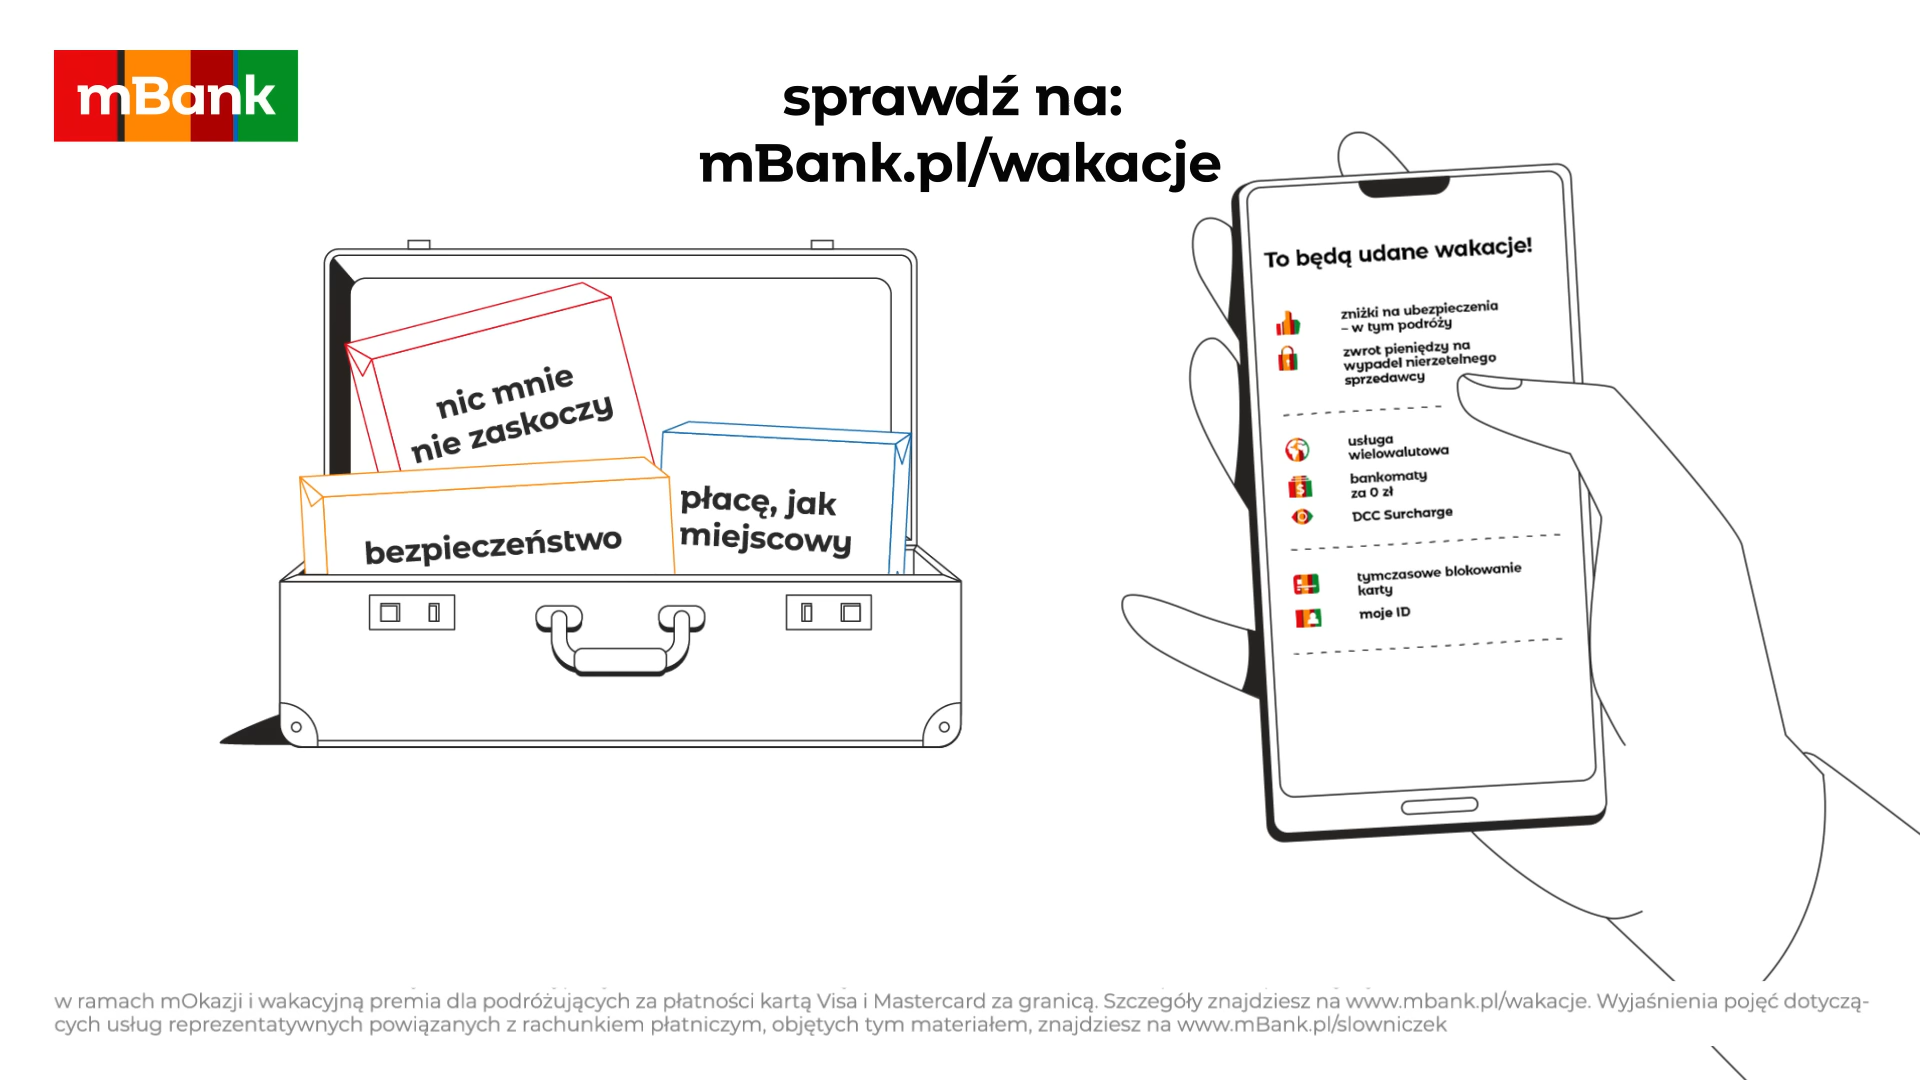 mBank
sprawdź na:
mBank.pl/wakacje
nic mnie
nie zaskoczy
bezpieczeństwo
płacę, jak
miejscowy
To będą udane wakacje!
zniżki na ubezpieczenia
– w tym podróży
zwrot pieniędzy na
wypadel nierzetelnego
sprzedawcy
usługa
wielowalutowa
bankomaty
za 0 zł
DCC Surcharge
tymczasowe blokowanie
karty
moje ID
w ramach mOkazji i wakacyjną premia dla podróżujących za płatności kartą Visa i Mastercard za granicą. Szczegóły znajdziesz na www.mbank.pl/wakacje. Wyjaśnienia pojęć dotyczą-
cych usług reprezentatywnych powiązanych z rachunkiem płatniczym, objętych tym materiałem, znajdziesz na www.mBank.pl/slowniczek